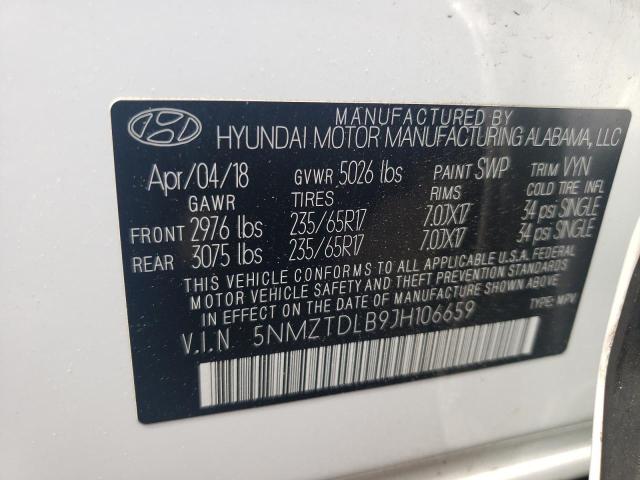 MANUFACTURED BY
HYUNDAI MOTOR MANUFACTURING ALABAMA, LLC
Apr/04/18 GVWR 5026 lbs PAINT SWP TRIM VYN
GAWR TIRES RIMS COLD TIRE INFL
FRONT 2976 lbs 235/65R17 7.0JX17 34 psi SINGLE
REAR 3075 lbs 235/65R17 7.0JX17 34 psi SINGLE
THIS VEHICLE CONFORMS TO ALL APPLICABLE U.S.A. FEDERAL
MOTOR VEHICLE SAFETY AND THEFT PREVENTION STANDARDS
IN EFFECT ON THE DATE OF MANUFACTURE SHOWN ABOVE.
V.I.N. 5NMZTDLB9JH106659 TYPE: MPV